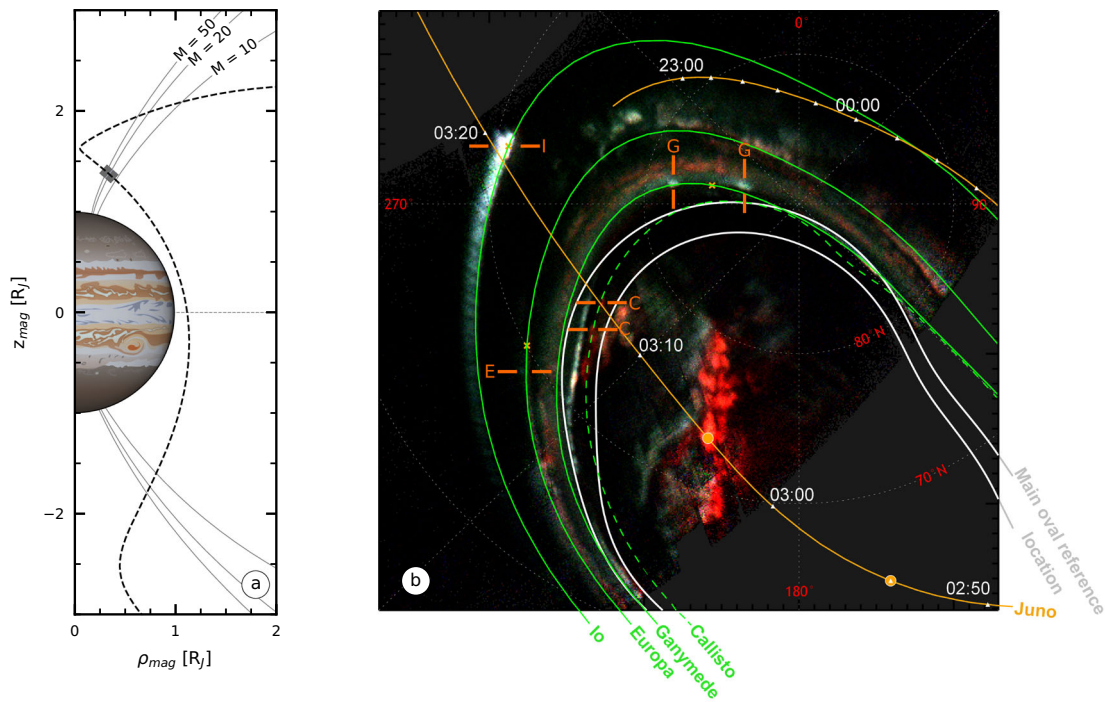 M = 50
M = 20
M = 10
2
0
−2
z_mag [R_J]
0
1
2
ρ_mag [R_J]
a
0
23:00
00:00
03:20
I
G
G
270°
90
C
C
03:10
80°N
E
03:00
70°N
b
180°
02:50
Main oval reference
location
Juno
Io
Europa
Ganymede
Callisto